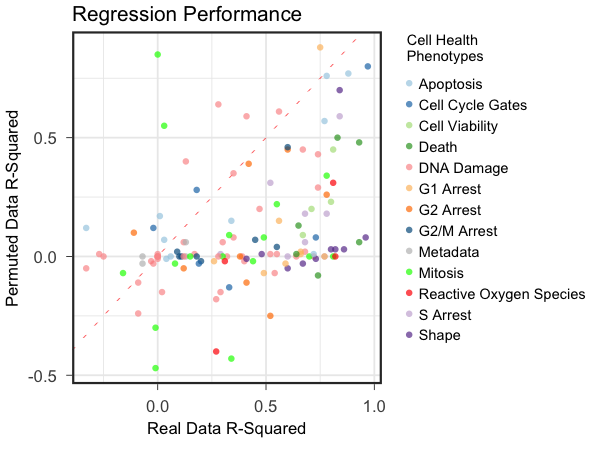 Regression Performance
Permuted Data R-Squared
0.5
0.0
-0.5
0.0
0.5
1.0
Real Data R-Squared
Cell Health
Phenotypes
Apoptosis
Cell Cycle Gates
Cell Viability
Death
DNA Damage
G1 Arrest
G2 Arrest
G2/M Arrest
Metadata
Mitosis
Reactive Oxygen Species
S Arrest
Shape